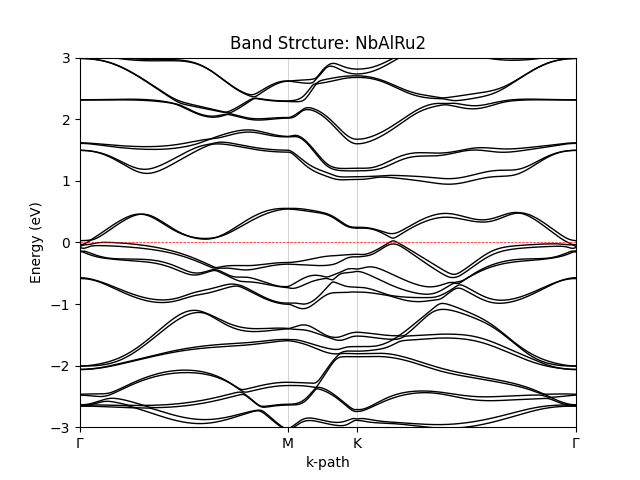 Band Strcture: NbAlRu2
Energy (eV)
3
2
1
0
−1
−2
−3
Γ
M
K
Γ
k-path